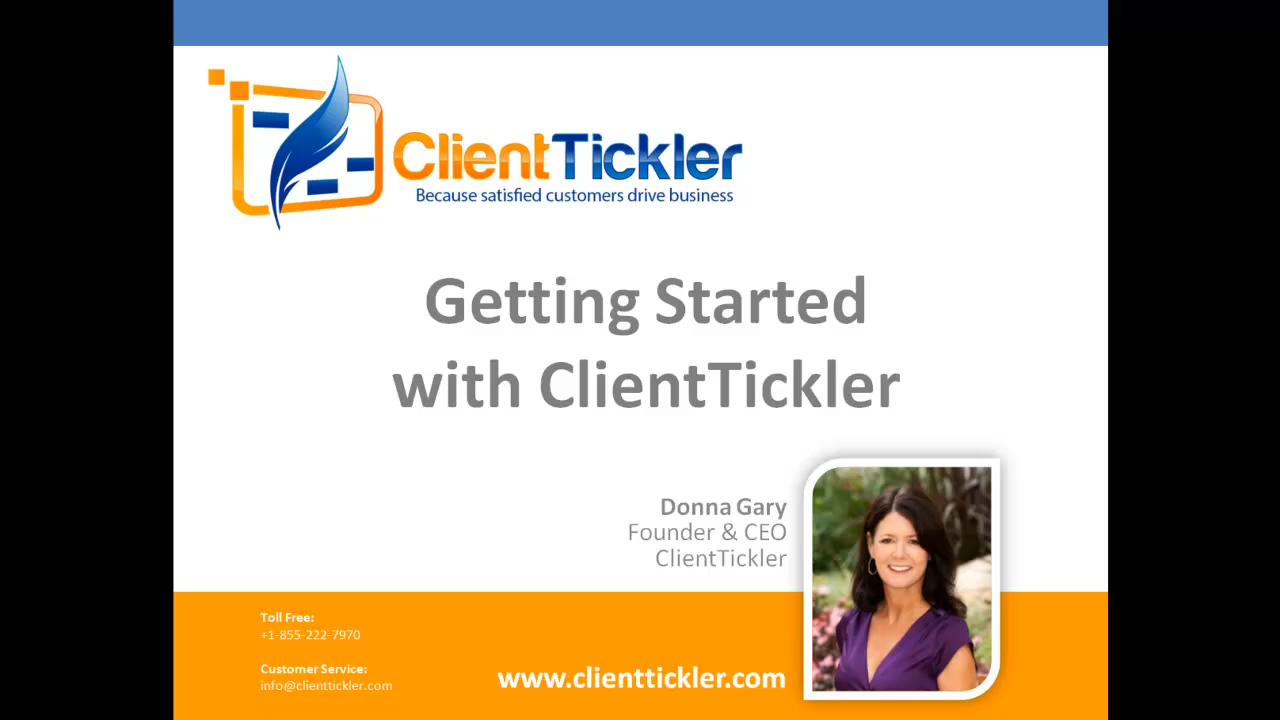 ClientTickler
Because satisfied customers drive business
Getting Started
with ClientTickler
Donna Gary
Founder & CEO
ClientTickler
Toll Free:
+1-855-222-7970
Customer Service:
info@clienttickler.com
www.clienttickler.com